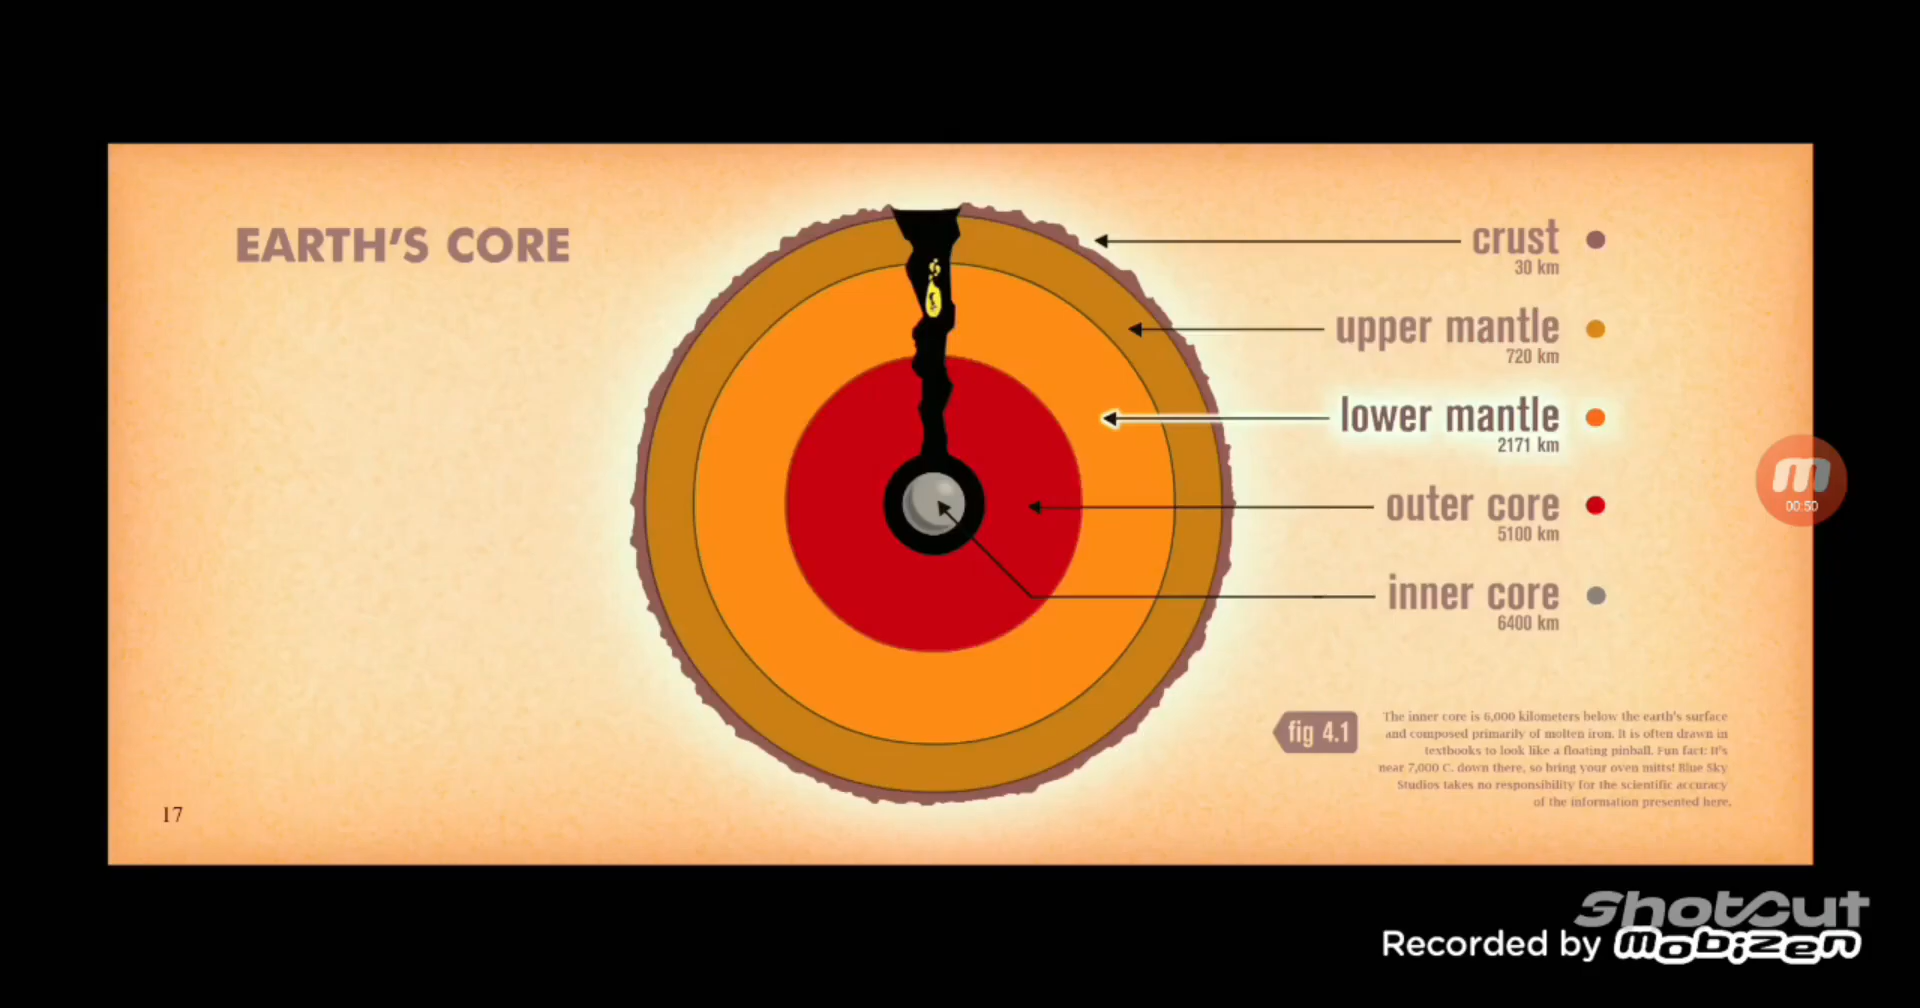 EARTH'S CORE
crust
30 km
upper mantle
720 km
lower mantle
2171 km
outer core
5100 km
inner core
6400 km
fig 4.1
The inner core is 6,000 kilometers below the earth's surface
and composed primarily of molten iron. It is often drawn in
textbooks to look like a floating pinball. Fun fact: It's
near 7,000 C. down there, so bring your oven mitts! Blue Sky
Studios takes no responsibility for the scientific accuracy
of the information presented here.
17
m
00:50
ShotCut
Recorded by mobizen